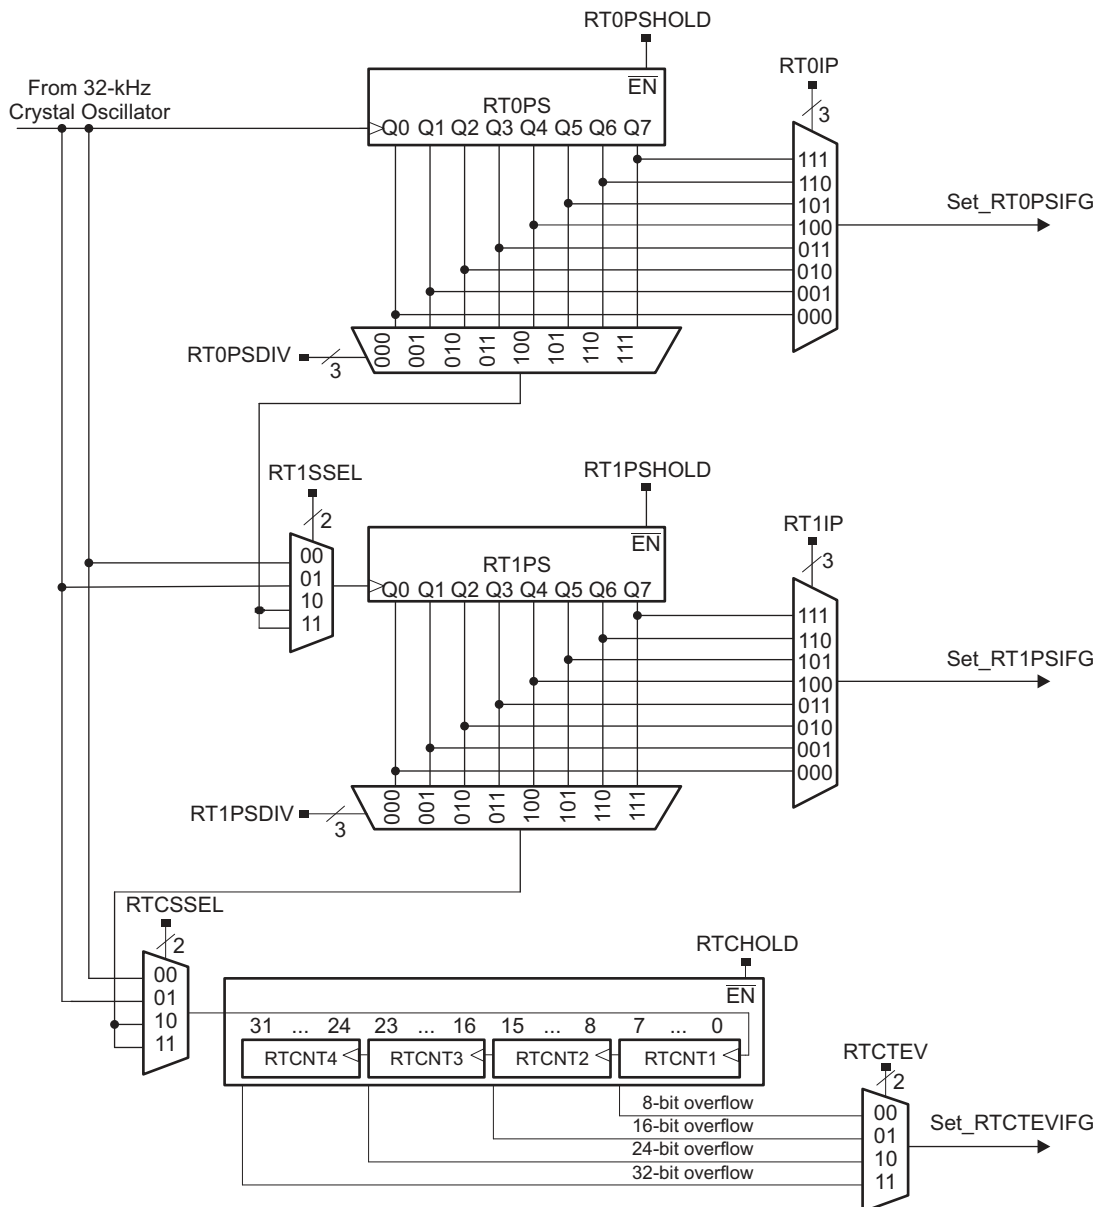 RT0PSHOLD
From 32-kHz
Crystal Oscillator
EN
RT0PS
Q0 Q1 Q2 Q3 Q4 Q5 Q6 Q7
RT0IP
3
111
110
101
100
011
010
001
000
Set_RT0PSIFG
RT0PSDIV
3
000 001 010 011 100 101 110 111
RT1SSEL
2
00
01
10
11
RT1PSHOLD
EN
RT1PS
Q0 Q1 Q2 Q3 Q4 Q5 Q6 Q7
RT1IP
3
111
110
101
100
011
010
001
000
Set_RT1PSIFG
RT1PSDIV
3
000 001 010 011 100 101 110 111
RTCSSEL
2
00
01
10
11
RTCHOLD
EN
31 ... 24 23 ... 16 15 ... 8 7 ... 0
RTCNT4 RTCNT3 RTCNT2 RTCNT1
8-bit overflow
16-bit overflow
24-bit overflow
32-bit overflow
RTCTEV
2
00
01
10
11
Set_RTCTEVIFG